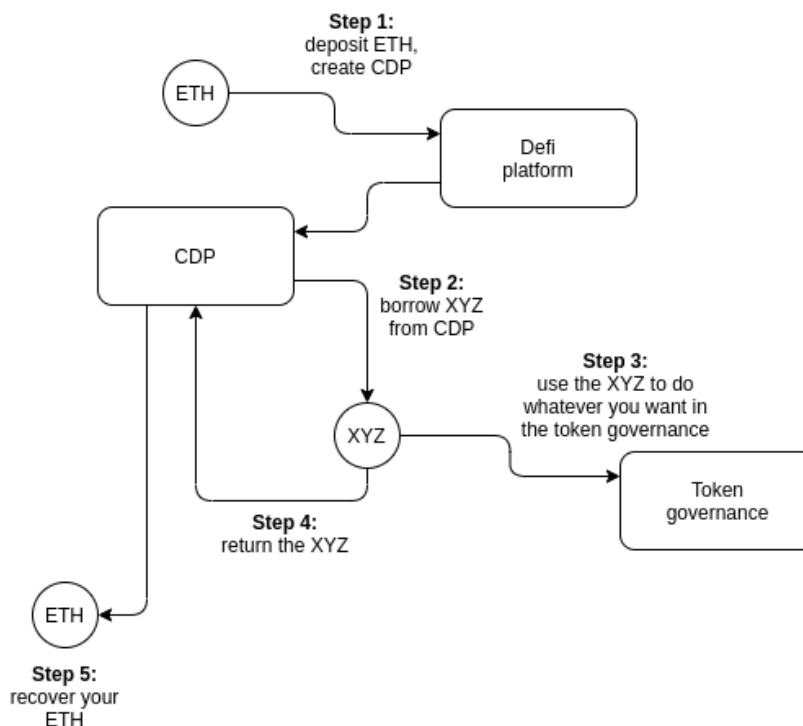 Step 1:
deposit ETH,
create CDP
ETH
Defi
platform
CDP
Step 2:
borrow XYZ
from CDP
Step 3:
use the XYZ to do
whatever you want in
the token governance
XYZ
Token
governance
Step 4:
return the XYZ
ETH
Step 5:
recover your
ETH